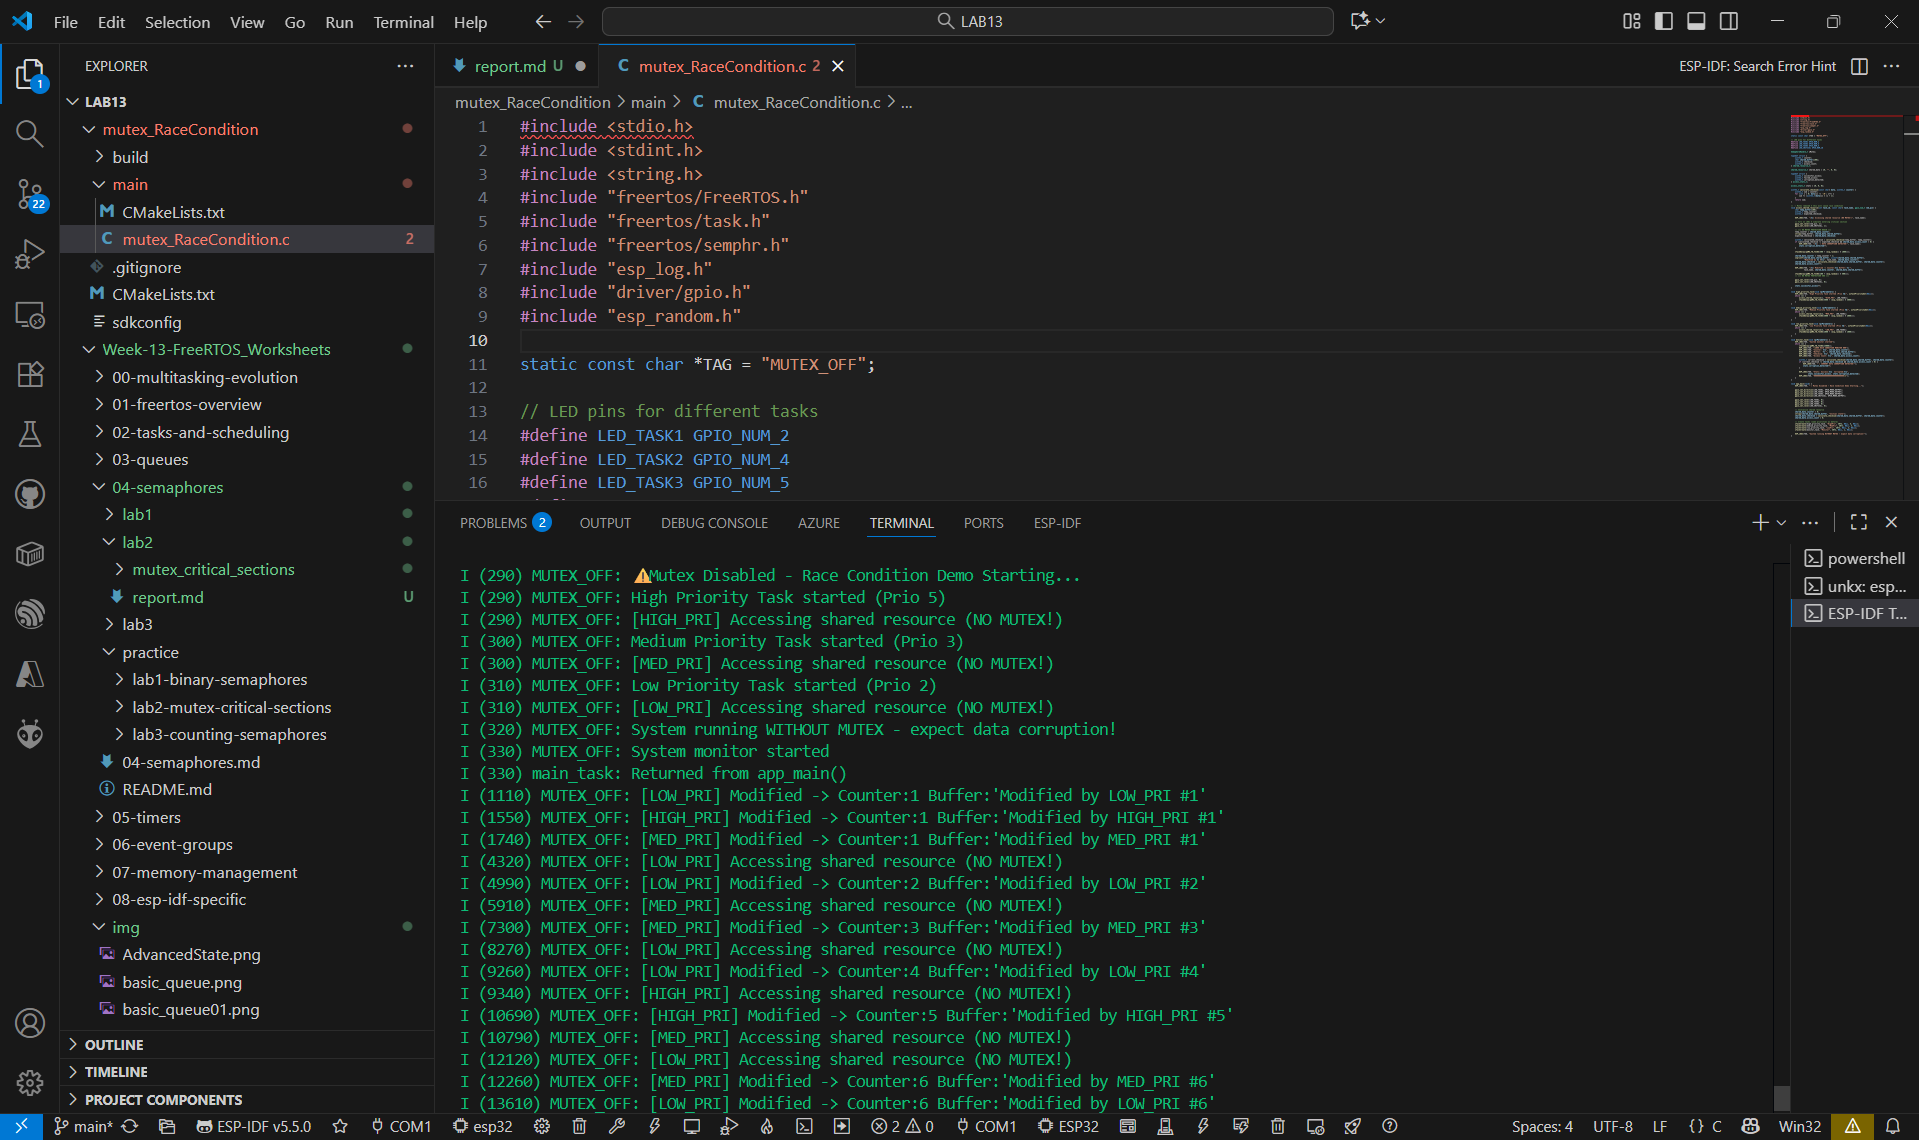 File Edit Selection View Go Run Terminal Help
LAB13
EXPLORER
LAB13
mutex_RaceCondition
build
main
CMakeLists.txt
mutex_RaceCondition.c 2
.gitignore
CMakeLists.txt
sdkconfig
Week-13-FreeRTOS_Worksheets
00-multitasking-evolution
01-freertos-overview
02-tasks-and-scheduling
03-queues
04-semaphores
lab1
lab2
mutex_critical_sections
report.md U
lab3
practice
lab1-binary-semaphores
lab2-mutex-critical-sections
lab3-counting-semaphores
04-semaphores.md
README.md
05-timers
06-event-groups
07-memory-management
08-esp-idf-specific
img
AdvancedState.png
basic_queue.png
basic_queue01.png
OUTLINE
TIMELINE
PROJECT COMPONENTS
1
22
report.md U
mutex_RaceCondition.c 2
ESP-IDF: Search Error Hint
mutex_RaceCondition > main > C mutex_RaceCondition.c > ...
1 #include <stdio.h>
2 #include <stdint.h>
3 #include <string.h>
4 #include "freertos/FreeRTOS.h"
5 #include "freertos/task.h"
6 #include "freertos/semphr.h"
7 #include "esp_log.h"
8 #include "driver/gpio.h"
9 #include "esp_random.h"
10
11 static const char *TAG = "MUTEX_OFF";
12
13 // LED pins for different tasks
14 #define LED_TASK1 GPIO_NUM_2
15 #define LED_TASK2 GPIO_NUM_4
16 #define LED_TASK3 GPIO_NUM_5
PROBLEMS 2 OUTPUT DEBUG CONSOLE AZURE TERMINAL PORTS ESP-IDF
I (290) MUTEX_OFF: ⚠Mutex Disabled - Race Condition Demo Starting...
I (290) MUTEX_OFF: High Priority Task started (Prio 5)
I (290) MUTEX_OFF: [HIGH_PRI] Accessing shared resource (NO MUTEX!)
I (300) MUTEX_OFF: Medium Priority Task started (Prio 3)
I (300) MUTEX_OFF: [MED_PRI] Accessing shared resource (NO MUTEX!)
I (310) MUTEX_OFF: Low Priority Task started (Prio 2)
I (310) MUTEX_OFF: [LOW_PRI] Accessing shared resource (NO MUTEX!)
I (320) MUTEX_OFF: System running WITHOUT MUTEX - expect data corruption!
I (330) MUTEX_OFF: System monitor started
I (330) main_task: Returned from app_main()
I (1110) MUTEX_OFF: [LOW_PRI] Modified -> Counter:1 Buffer:'Modified by LOW_PRI #1'
I (1550) MUTEX_OFF: [HIGH_PRI] Modified -> Counter:1 Buffer:'Modified by HIGH_PRI #1'
I (1740) MUTEX_OFF: [MED_PRI] Modified -> Counter:1 Buffer:'Modified by MED_PRI #1'
I (4320) MUTEX_OFF: [LOW_PRI] Accessing shared resource (NO MUTEX!)
I (4990) MUTEX_OFF: [LOW_PRI] Modified -> Counter:2 Buffer:'Modified by LOW_PRI #2'
I (5910) MUTEX_OFF: [MED_PRI] Accessing shared resource (NO MUTEX!)
I (7300) MUTEX_OFF: [MED_PRI] Modified -> Counter:3 Buffer:'Modified by MED_PRI #3'
I (8270) MUTEX_OFF: [LOW_PRI] Accessing shared resource (NO MUTEX!)
I (9260) MUTEX_OFF: [LOW_PRI] Modified -> Counter:4 Buffer:'Modified by LOW_PRI #4'
I (9340) MUTEX_OFF: [HIGH_PRI] Accessing shared resource (NO MUTEX!)
I (10690) MUTEX_OFF: [HIGH_PRI] Modified -> Counter:5 Buffer:'Modified by HIGH_PRI #5'
I (10790) MUTEX_OFF: [MED_PRI] Accessing shared resource (NO MUTEX!)
I (12120) MUTEX_OFF: [LOW_PRI] Accessing shared resource (NO MUTEX!)
I (12260) MUTEX_OFF: [MED_PRI] Modified -> Counter:6 Buffer:'Modified by MED_PRI #6'
I (13610) MUTEX_OFF: [LOW_PRI] Modified -> Counter:6 Buffer:'Modified by LOW_PRI #6'
powershell
unkx: esp...
ESP-IDF T...
main* ESP-IDF v5.5.0 COM1 esp32 2 0 COM1 ESP32 Spaces: 4 UTF-8 LF {} C Win32